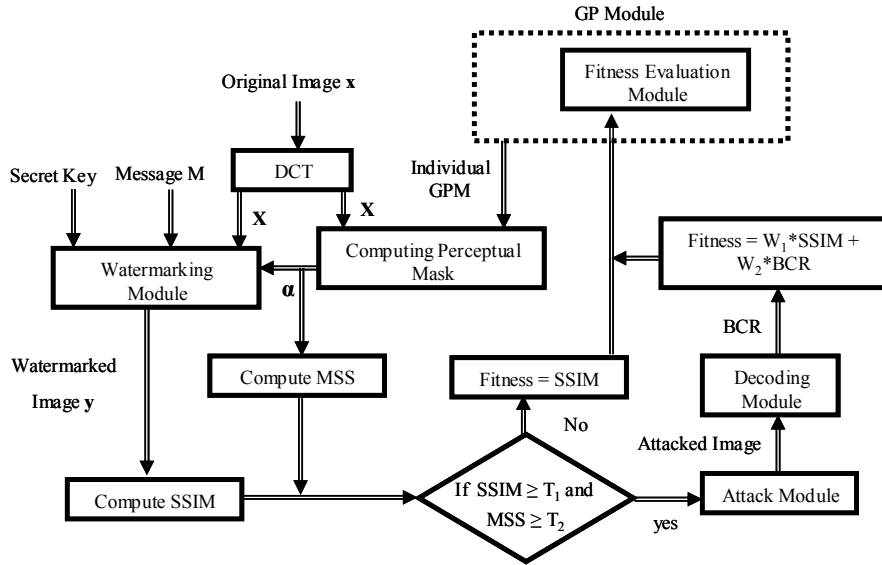 GP Module
Fitness Evaluation
Module
Original Image x
DCT
Individual
GPM
Secret Key
Message M
X
X
Computing Perceptual
Mask
Watermarking
Module
α
Fitness = W₁*SSIM +
W₂*BCR
BCR
Watermarked
Image y
Compute MSS
Fitness = SSIM
Decoding
Module
No
Attacked Image
Compute SSIM
If SSIM ≥ T₁ and
MSS ≥ T₂
yes
Attack Module